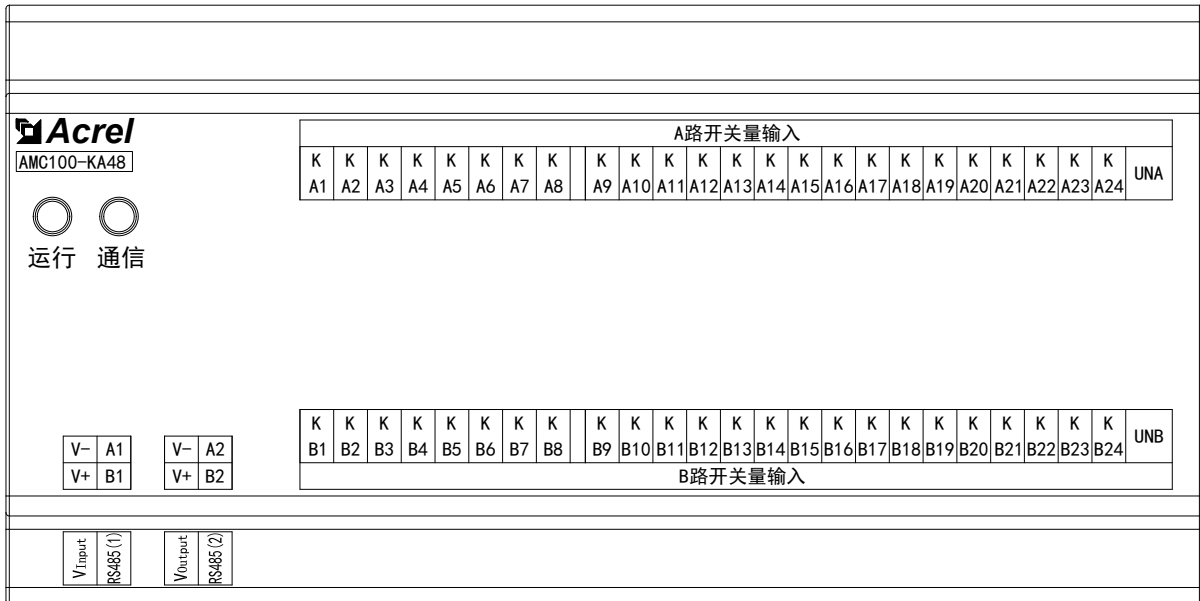 Acrel
AMC100-KA48
运行 通信
A路开关量输入
K K K K K K K K K K K K K K K K K K K K K K K K UNA
A1 A2 A3 A4 A5 A6 A7 A8 A9 A10 A11 A12 A13 A14 A15 A16 A17 A18 A19 A20 A21 A22 A23 A24
K K K K K K K K K K K K K K K K K K K K K K K K UNB
B1 B2 B3 B4 B5 B6 B7 B8 B9 B10 B11 B12 B13 B14 B15 B16 B17 B18 B19 B20 B21 B22 B23 B24
B路开关量输入
V- A1 V- A2
V+ B1 V+ B2
VInput RS485(1) VOutput RS485(2)